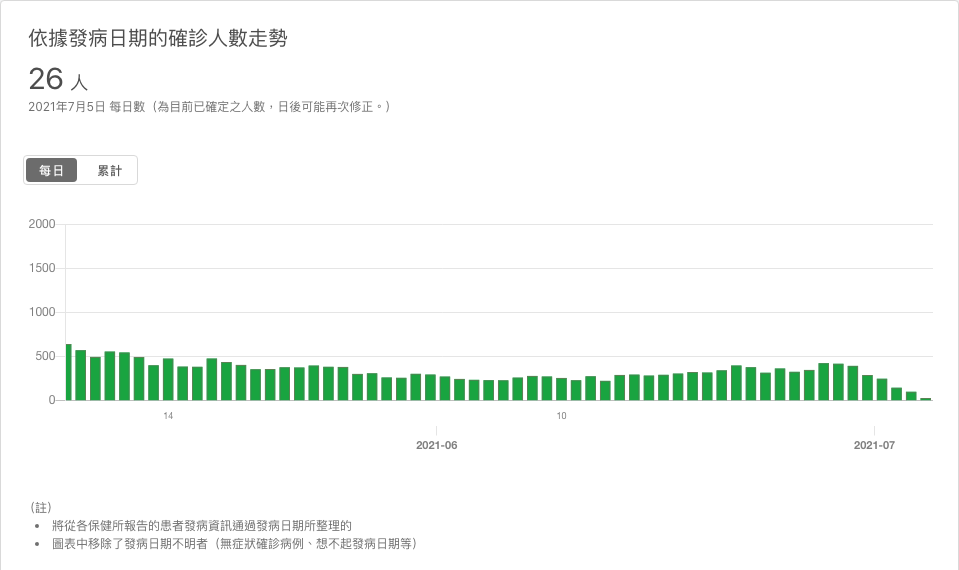 依據發病日期的確診人數走勢
26 人
2021年7月5日 每日數（為目前已確定之人數，日後可能再次修正。）
每日 累計
2000
1500
1000
500
0
14 10
2021-06 2021-07
（註）
• 將從各保健所報告的患者發病資訊通過發病日期所整理的
• 圖表中移除了發病日期不明者（無症狀確診病例、想不起發病日期等）